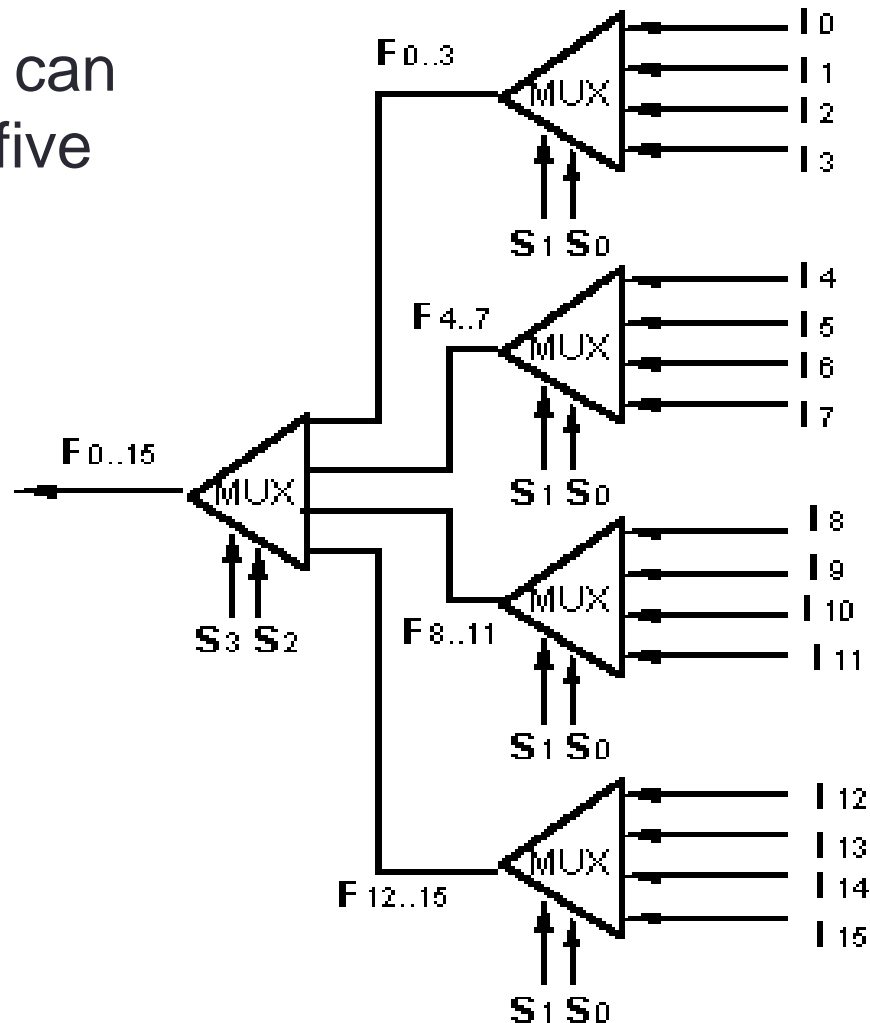 can
five
F0..3
MUX
I0
I1
I2
I3
S1 S0
F4..7
MUX
I4
I5
I6
I7
S1 S0
F0..15
MUX
S3 S2
F8..11
MUX
I8
I9
I10
I11
S1 S0
F12..15
MUX
I12
I13
I14
I15
S1 S0